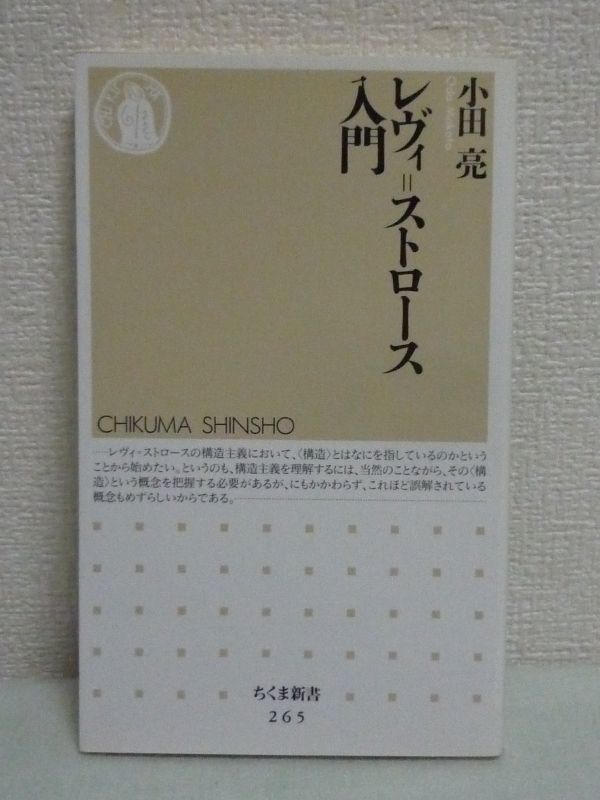 小田 亮
レヴィ=ストロース
入門
CHIKUMA SHINSHO
……レヴィ=ストロースの構造主義において、〈構造〉とはなにを指しているのかという
ことから始めたい。というのも、構造主義を理解するには、当然のことながら、その〈構
造〉という概念を把握する必要があるが、にもかかわらず、これほど誤解されている
概念もめずらしいからである。……
ちくま新書
265